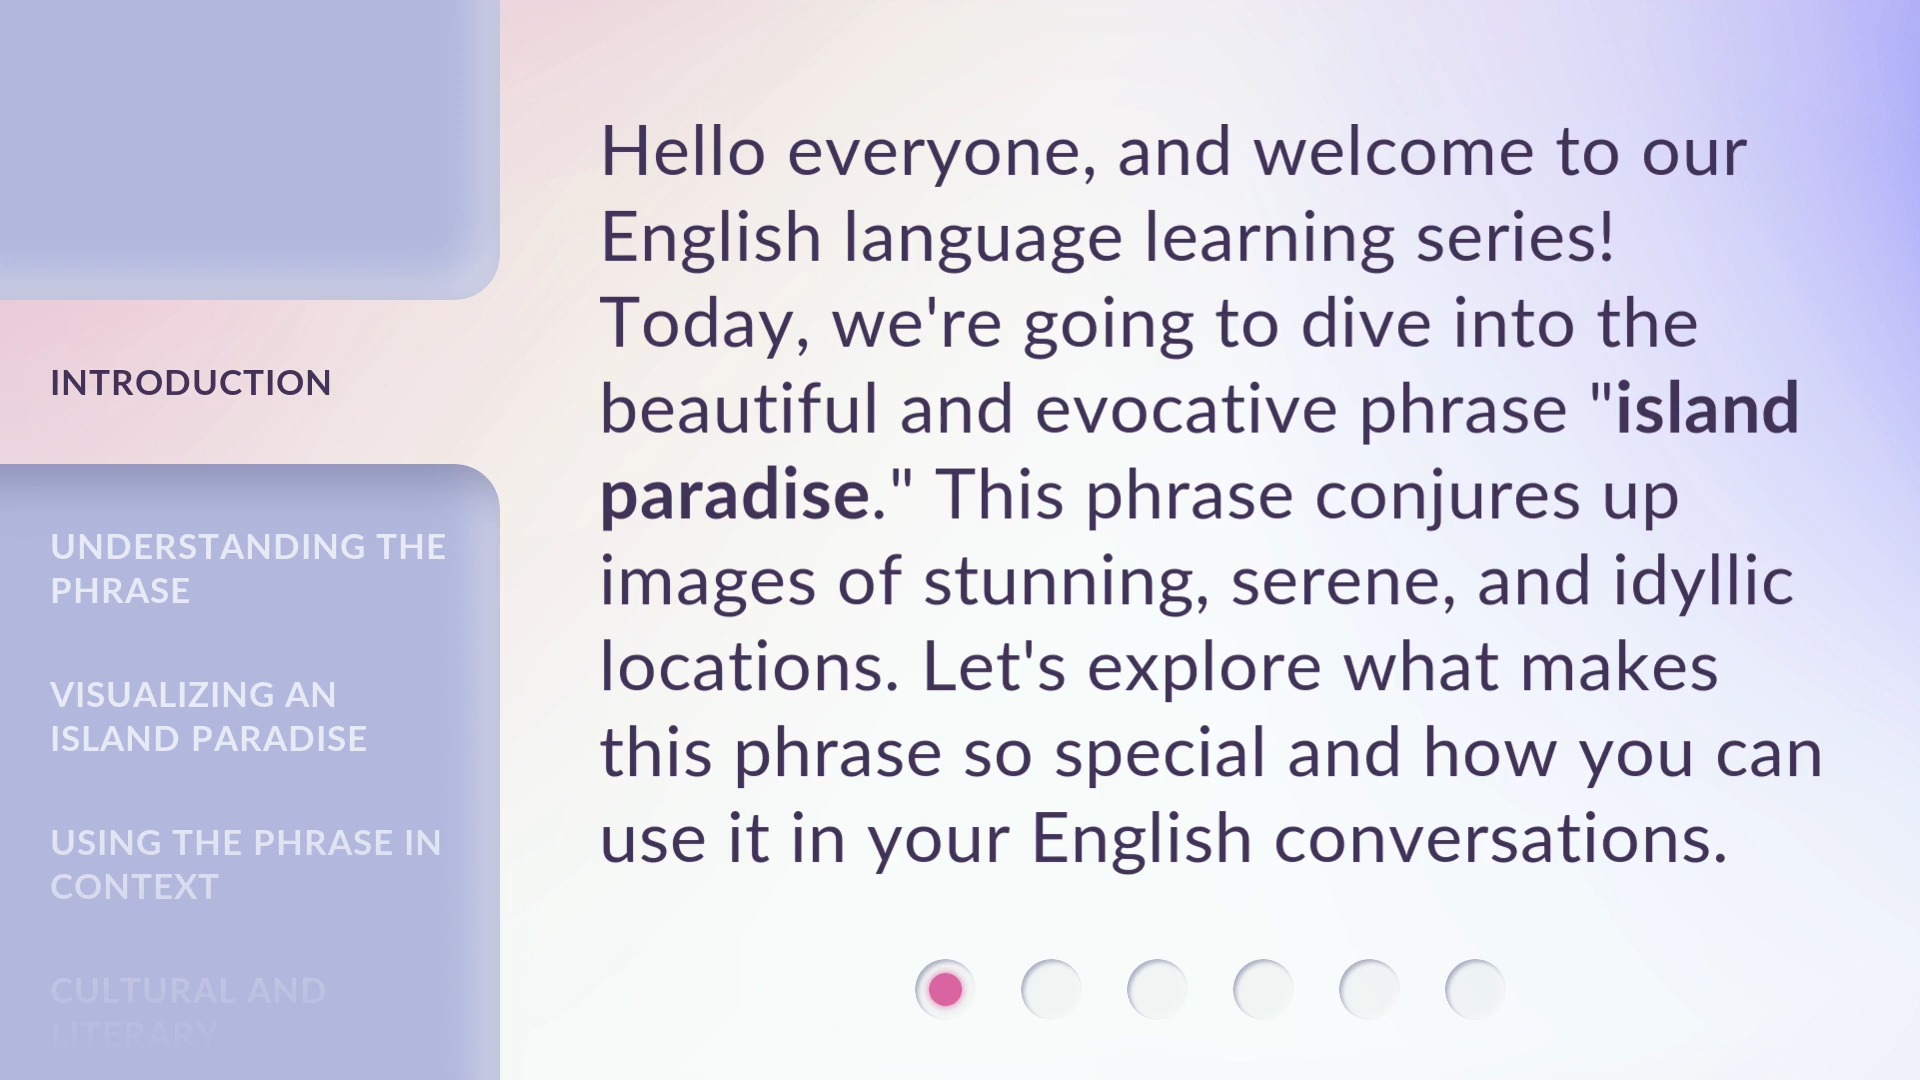 INTRODUCTION
UNDERSTANDING THE
PHRASE
VISUALIZING AN
ISLAND PARADISE
USING THE PHRASE IN
CONTEXT
CULTURAL AND
LITERARY
Hello everyone, and welcome to our
English language learning series!
Today, we're going to dive into the
beautiful and evocative phrase "island
paradise." This phrase conjures up
images of stunning, serene, and idyllic
locations. Let's explore what makes
this phrase so special and how you can
use it in your English conversations.